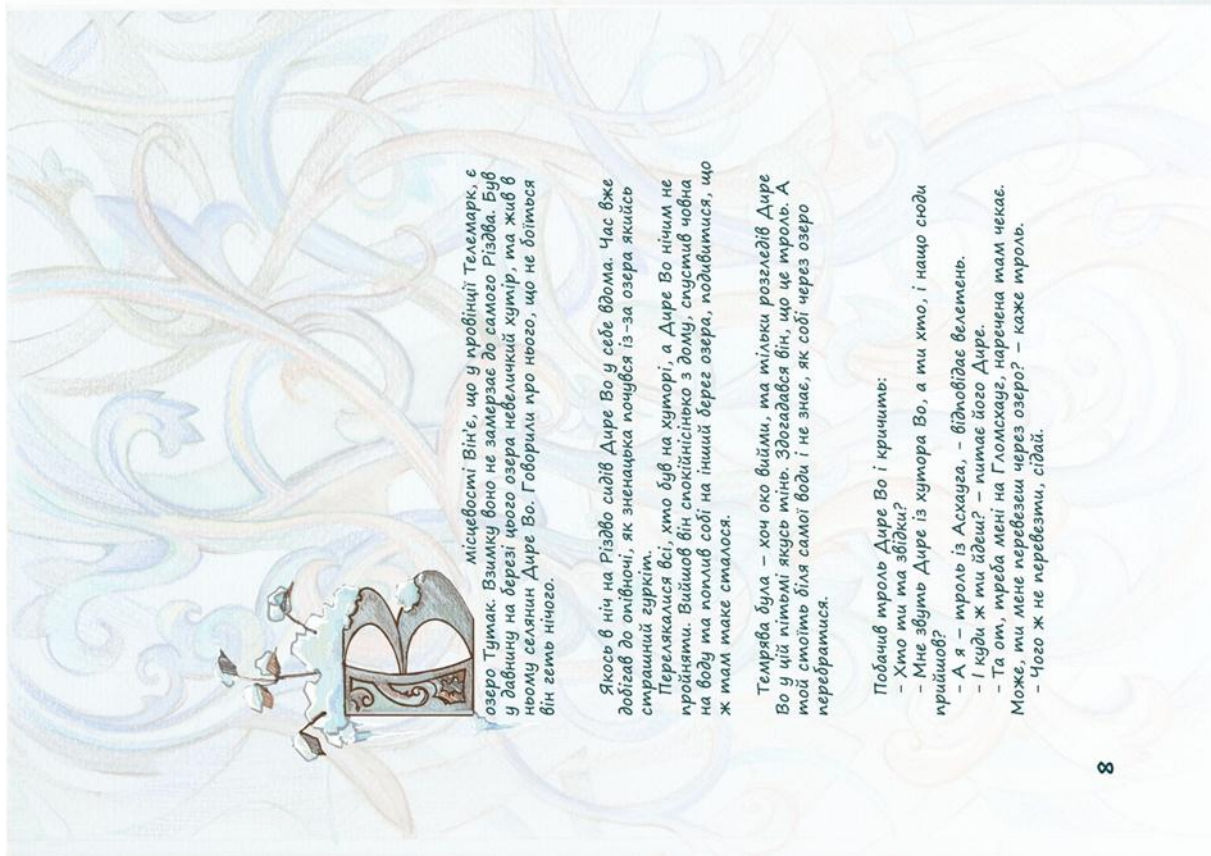 В місцевості Він'є, що у провінції Телемарк, є
озеро Тутак. Взимку воно не замерзає до самого Різдва. Був
у давнину на березі цього озера невеличкий хутір, та жив в
ньому селянин Дире Во. Говорили про нього, що не боїться
він геть нічого.
Якось в ніч на Різдво сидів Дире Во у себе вдома. Час вже
добігав до опівночі, як зненацька почувся із-за озера якийсь
страшний гуркіт.
Перелякалися всі, хто був на хуторі, а Дире Во нічим не
пройняти. Вийшов він спокійнісінько з дому, спустив човна
на воду та поплив собі на інший берег озера, подивитися, що
ж там таке сталося.
Темрява була – хоч око вийми, та тільки розгледів Дире
Во у цій пітьмі якусь тінь. Здогадався він, що це троль. А
той стоїть біля самої води і не знає, як собі через озеро
перебратися.
Побачив троль Дире Во і кричить:
– Хто ти та звідки?
– Мне звуть Дире із хутора Во, а ти хто, і нащо сюди
прийшов?
– А я – троль із Асхауга, – відповідає велетень.
– І куди ж ти йдеш? – питає його Дире.
– Та от, треба мені на Гломсхауг, наречена там чекає.
Може, ти мене перевезеш через озеро? – каже троль.
– Чого ж не перевезти, сідай.
8